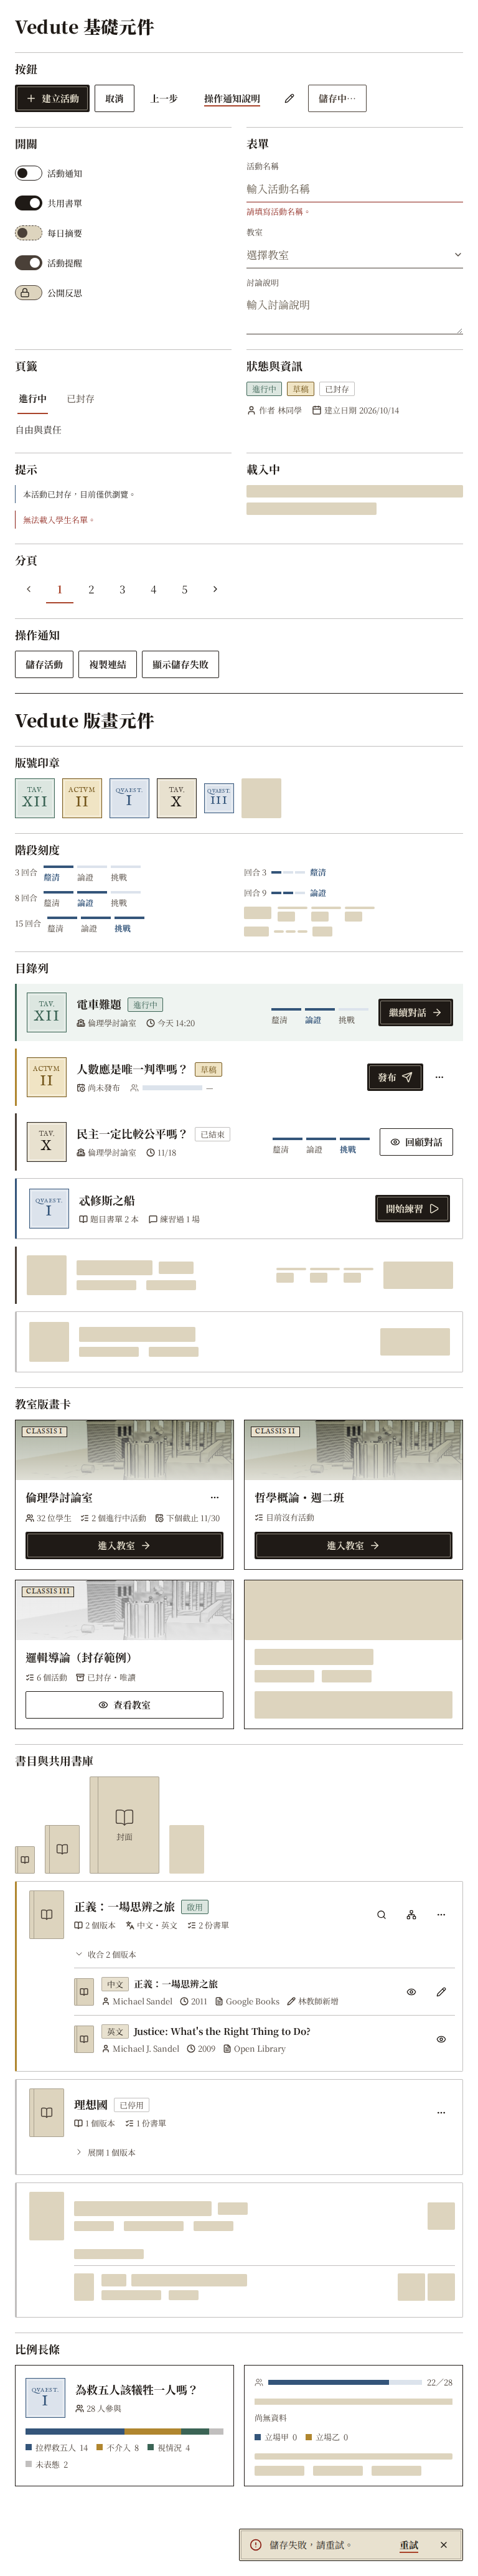 Vedute 基礎元件
按鈕
建立活動 取消 上一步 操作通知說明 儲存中…
開關
活動通知
共用書單
每日摘要
活動提醒
公開反思
表單
活動名稱
輸入活動名稱
請填寫活動名稱。
教室
選擇教室
討論說明
輸入討論說明
頁籤
進行中 已封存
自由與責任
狀態與資訊
進行中 草稿 已封存
作者 林同學 建立日期 2026/10/14
提示
本活動已封存，目前僅供瀏覽。
無法載入學生名單。
載入中
分頁
1 2 3 4 5
操作通知
儲存活動 複製連結 顯示儲存失敗
Vedute 版畫元件
版號印章
TAV. XII
ACTVM II
QVAEST. I
TAV. X
QVAEST. III
階段刻度
3 回合
釐清 論證 挑戰
8 回合
釐清 論證 挑戰
15 回合
釐清 論證 挑戰
回合 3 釐清
回合 9 論證
目錄列
TAV. XII
電車難題 進行中
倫理學討論室 今天 14:20
釐清 論證 挑戰
繼續對話
ACTVM II
人數應是唯一判準嗎？ 草稿
尚未發布 —
發布
TAV. X
民主一定比較公平嗎？ 已結束
倫理學討論室 11/18
釐清 論證 挑戰
回顧對話
QVAEST. I
忒修斯之船
題目書單 2 本 練習過 1 場
開始練習
教室版畫卡
CLASSIS I
倫理學討論室
32 位學生 2 個進行中活動 下個截止 11/30
進入教室
CLASSIS II
哲學概論・週二班
目前沒有活動
進入教室
CLASSIS III
邏輯導論（封存範例）
6 個活動 已封存・唯讀
查看教室
書目與共用書庫
封面
正義：一場思辨之旅 啟用
2 個版本 中文・英文 2 份書單
收合 2 個版本
中文 正義：一場思辨之旅
Michael Sandel 2011 Google Books 林教師新增
英文 Justice: What's the Right Thing to Do?
Michael J. Sandel 2009 Open Library
理想國 已停用
1 個版本 1 份書單
展開 1 個版本
比例長條
QVAEST. I
為救五人該犧牲一人嗎？
28 人參與
拉桿救五人 14 不介入 8 視情況 4
未表態 2
22／28
尚無資料
立場甲 0 立場乙 0
儲存失敗，請重試。 重試